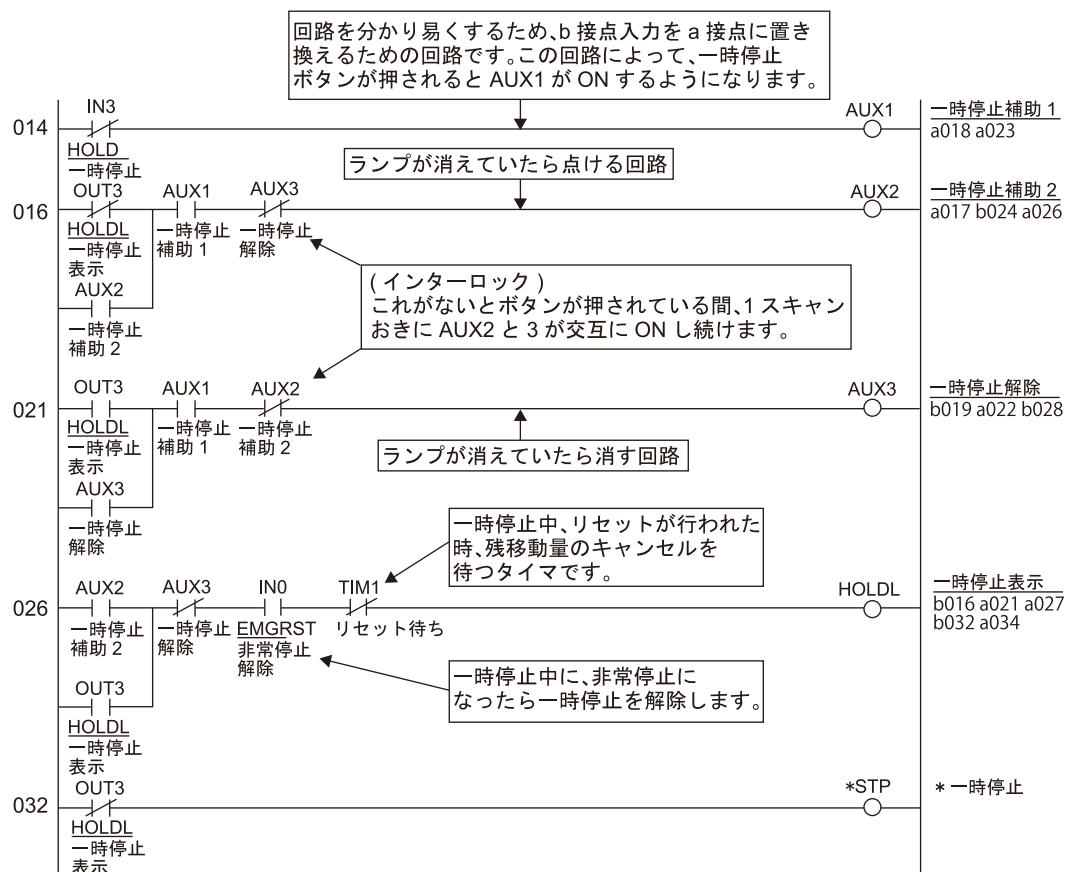 回路を分かり易くするため、b 接点入力を a 接点に置き
換えるための回路です。この回路によって、一時停止
ボタンが押されると AUX1 が ON するようになります。
IN3
AUX1
一時停止補助 1
014
a018 a023
HOLD
一時停止
ランプが消えていたら点ける回路
OUT3
AUX1
AUX3
AUX2
一時停止補助 2
016
a017 b024 a026
HOLDL
一時停止
表示
一時停止
補助 1
一時停止
解除
AUX2
一時停止
補助 2
( インターロック )
これがないとボタンが押されている間、1 スキャン
おきに AUX2 と 3 が交互に ON し続けます。
OUT3
AUX1
AUX2
AUX3
一時停止解除
021
b019 a022 b028
HOLDL
一時停止
表示
一時停止
補助 1
一時停止
補助 2
ランプが消えていたら消す回路
AUX3
一時停止
解除
一時停止中、リセットが行われた
時、残移動量のキャンセルを
待つタイマです。
AUX2
AUX3
IN0
TIM1
HOLDL
一時停止表示
026
a016 a021 a027
b032 a034
一時停止
補助 2
一時停止
解除
EMGRST
非常停止
解除
リセット待ち
一時停止中に、非常停止に
なったら一時停止を解除します。
OUT3
HOLDL
一時停止
表示
OUT3
*STP
* 一時停止
032
HOLDL
一時停止
表示